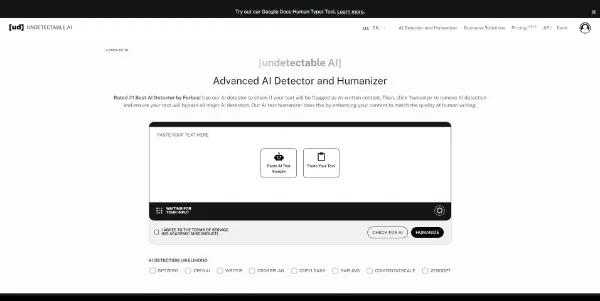 Try out our Google Docs Human Typer Tool. Learn more.
[ud] UNDETECTABLE AI
EN
AI Detector and Humanizer
Business Solutions
Pricing
API
Earn
[undetectable AI]
Advanced AI Detector and Humanizer
Rated #1 Best AI Detector by Forbes! Use our AI detector to check if your text will be flagged as AI-written content. Then, click 'humanize' to remove AI detection
and ensure your text will bypass all major AI detectors. Our AI text humanizer does this by enhancing your content to match the quality of human writing.
PASTE YOUR TEXT HERE
Paste AI Text
Sample
Paste Your Text
WAITING FOR
YOUR INPUT
I AGREE TO THE TERMS OF SERVICE
(NO ACADEMIC MISCONDUCT)
CHECK FOR AI
HUMANIZE
AI DETECTION LIKELIHOOD
GPTZERO
OPENAI
WRITER
CROSSPLAG
COPYLEAKS
SAPLING
CONTENTATSCALE
ZEROGPT